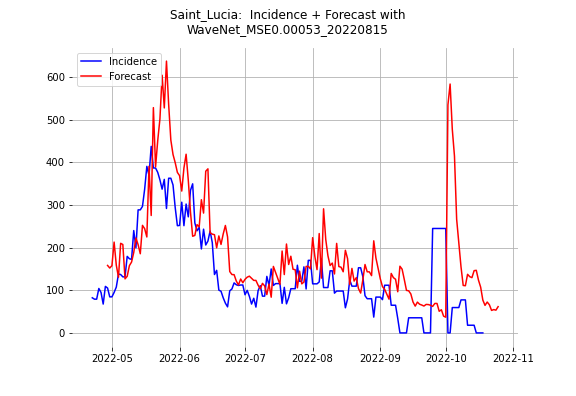 Saint_Lucia:  Incidence + Forecast with
WaveNet_MSE0.00053_20220815
Incidence
Forecast
600
500
400
300
200
100
0
2022-05 2022-06 2022-07 2022-08 2022-09 2022-10 2022-11